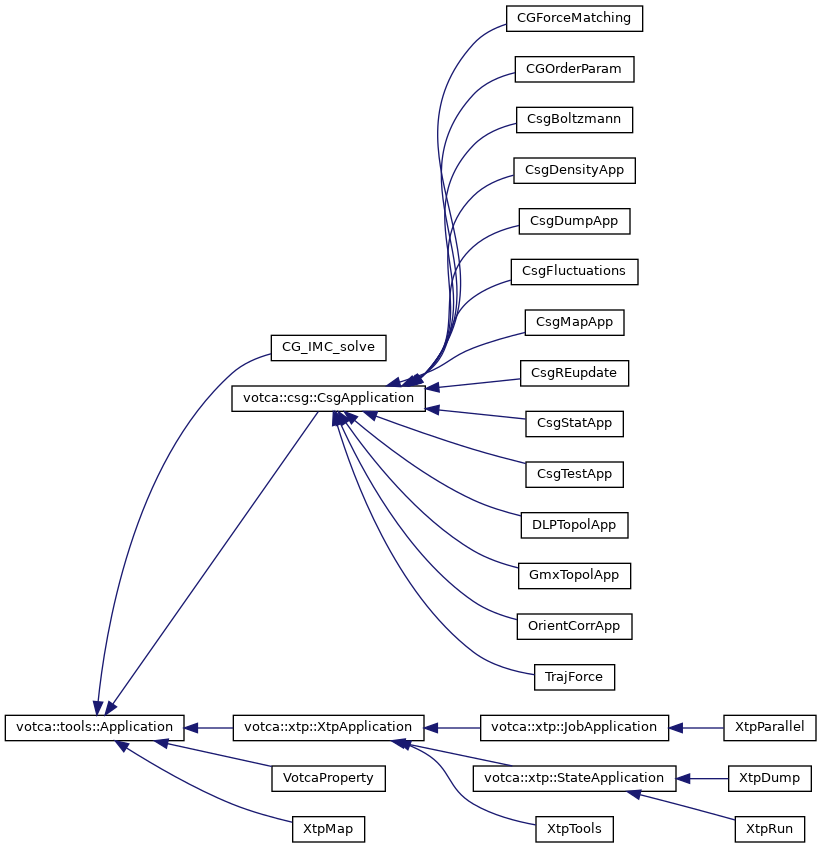 CGForceMatching
CGOrderParam
CsgBoltzmann
CsgDensityApp
CsgDumpApp
CsgFluctuations
CsgMapApp
CG_IMC_solve
CsgREupdate
votca::csg::CsgApplication
CsgStatApp
CsgTestApp
DLPTopolApp
GmxTopolApp
OrientCorrApp
TrajForce
votca::tools::Application
votca::xtp::XtpApplication
votca::xtp::JobApplication
XtpParallel
VotcaProperty
votca::xtp::StateApplication
XtpDump
XtpMap
XtpTools
XtpRun